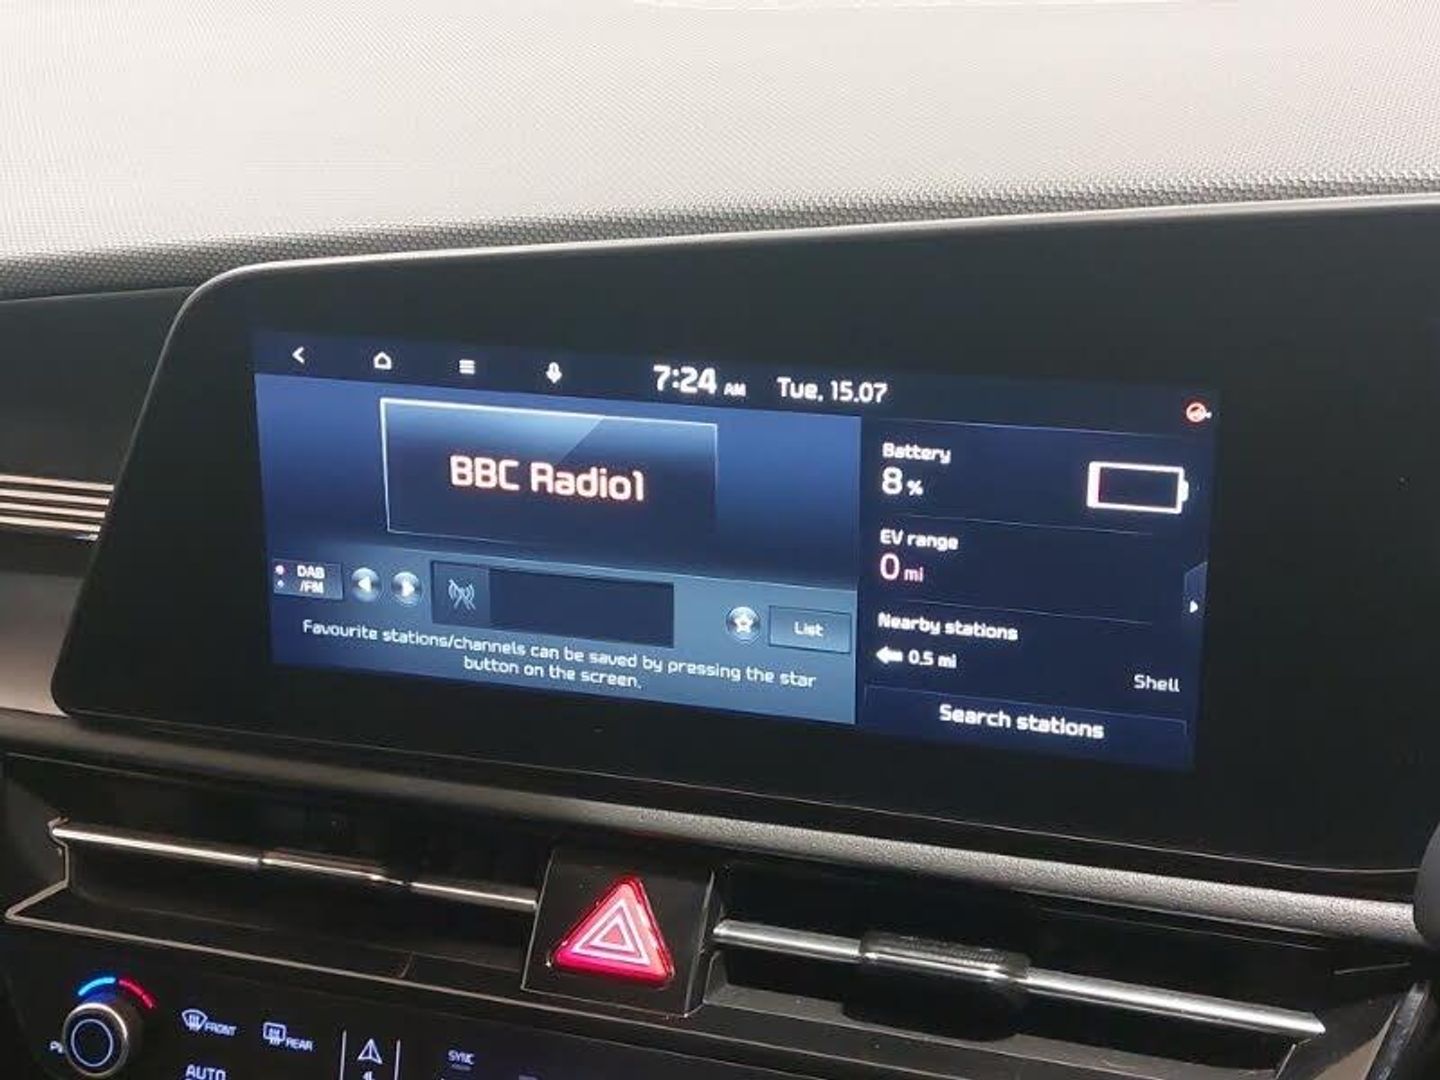 7:24 AM Tue, 15.07
BBC Radio1
DAB
/FM
List
Favourite stations/channels can be saved by pressing the star
button on the screen.
Battery
8%
EV range
0 mi
Nearby stations
0.5 mi
Shell
Search stations
FRONT
REAR
SYNC
AUTO